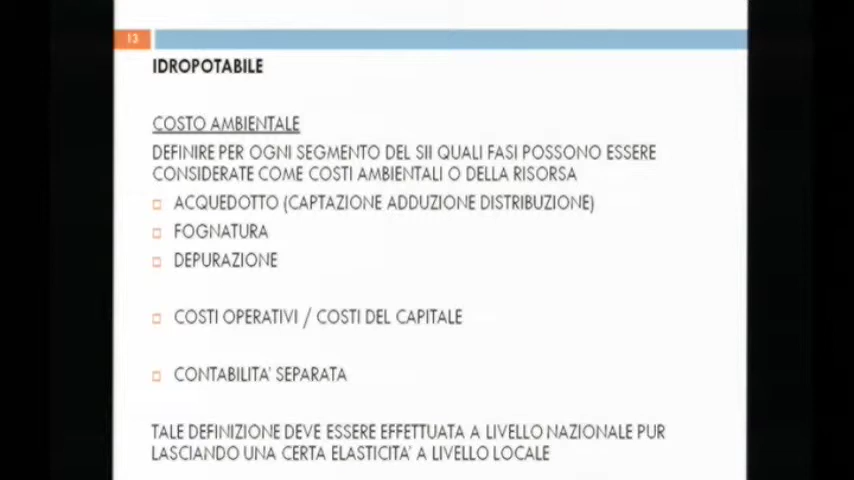 13
IDROPOTABILE
COSTO AMBIENTALE
DEFINIRE PER OGNI SEGMENTO DEL SII QUALI FASI POSSONO ESSERE
CONSIDERATE COME COSTI AMBIENTALI O DELLA RISORSA
ACQUEDOTTO (CAPTAZIONE ADDUZIONE DISTRIBUZIONE)
FOGNATURA
DEPURAZIONE
COSTI OPERATIVI / COSTI DEL CAPITALE
CONTABILITA' SEPARATA
TALE DEFINIZIONE DEVE ESSERE EFFETTUATA A LIVELLO NAZIONALE PUR
LASCIANDO UNA CERTA ELASTICITA' A LIVELLO LOCALE